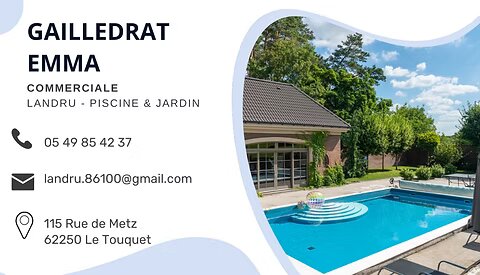 GAILLEDRAT
EMMA
COMMERCIALE
LANDRU - PISCINE & JARDIN
05 49 85 42 37
landru.86100@gmail.com
115 Rue de Metz
62250 Le Touquet